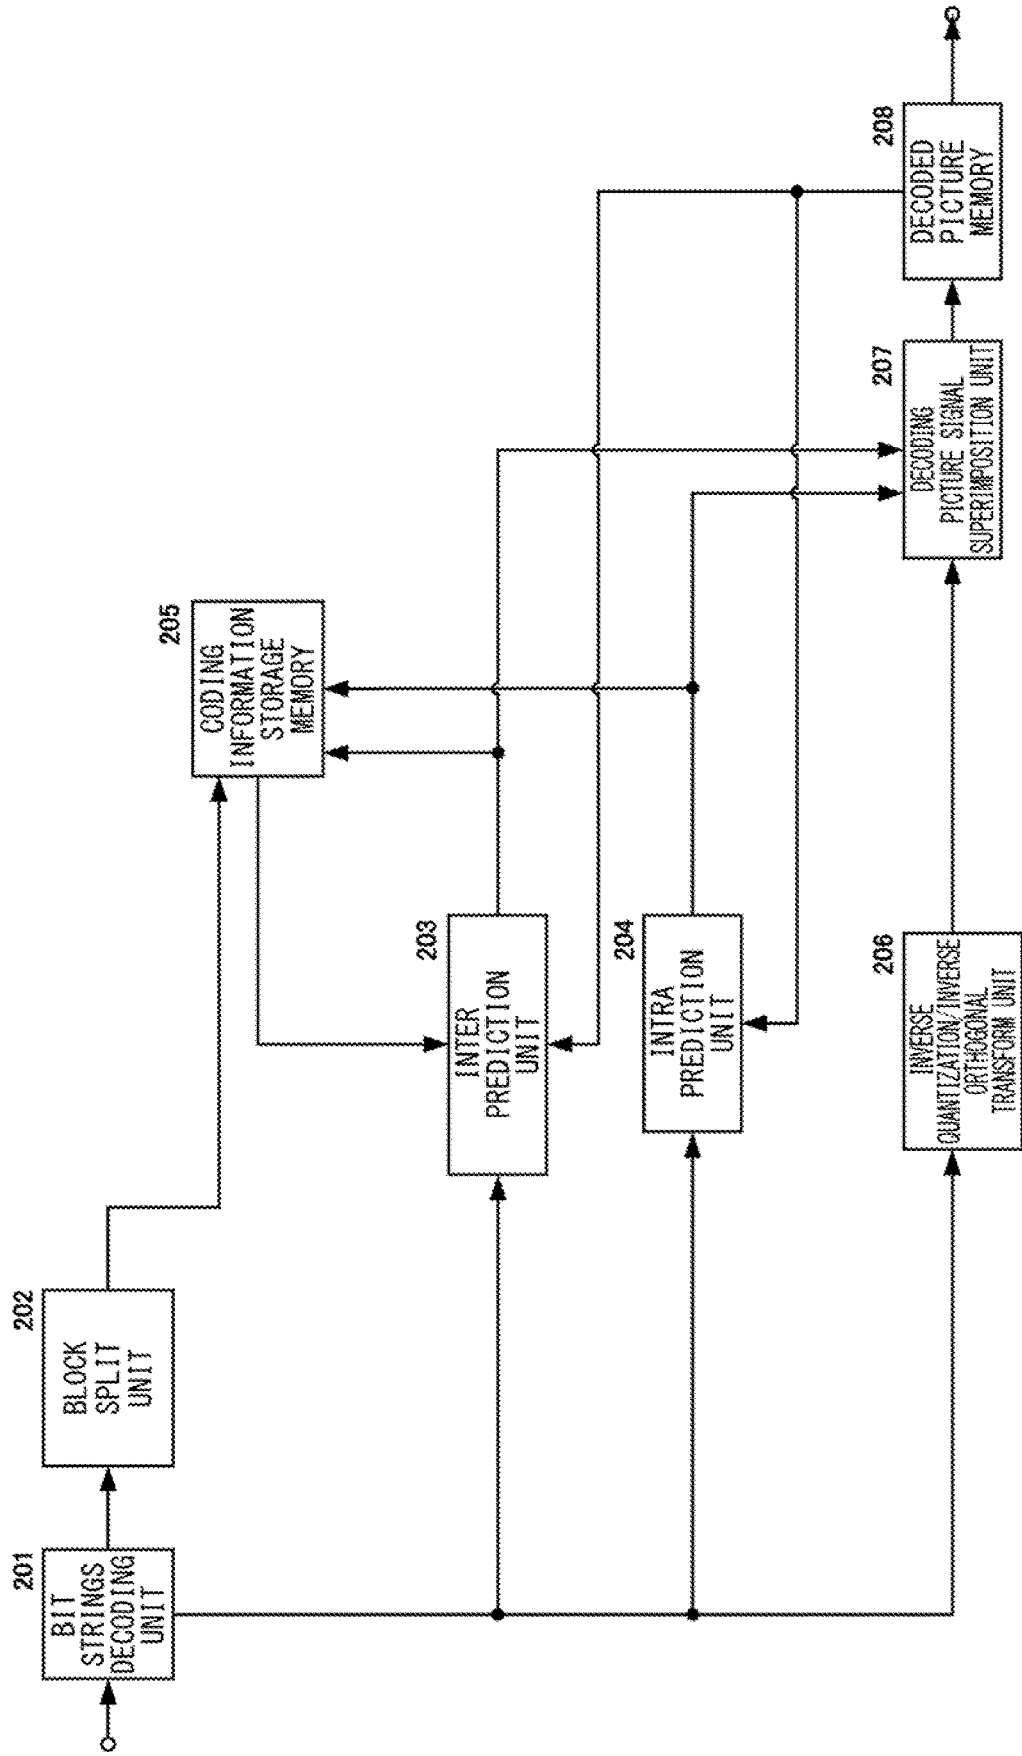 201
BIT
STRINGS
DECODING
UNIT
202
BLOCK
SPLIT
UNIT
203
INTER
PREDICTION
UNIT
204
INTRA
PREDICTION
UNIT
205
CODING
INFORMATION
STORAGE
MEMORY
206
INVERSE
QUANTIZATION/INVERSE
ORTHOGONAL
TRANSFORM UNIT
207
DECODING
PICTURE SIGNAL
SUPERIMPOSITION UNIT
208
DECODED
PICTURE
MEMORY